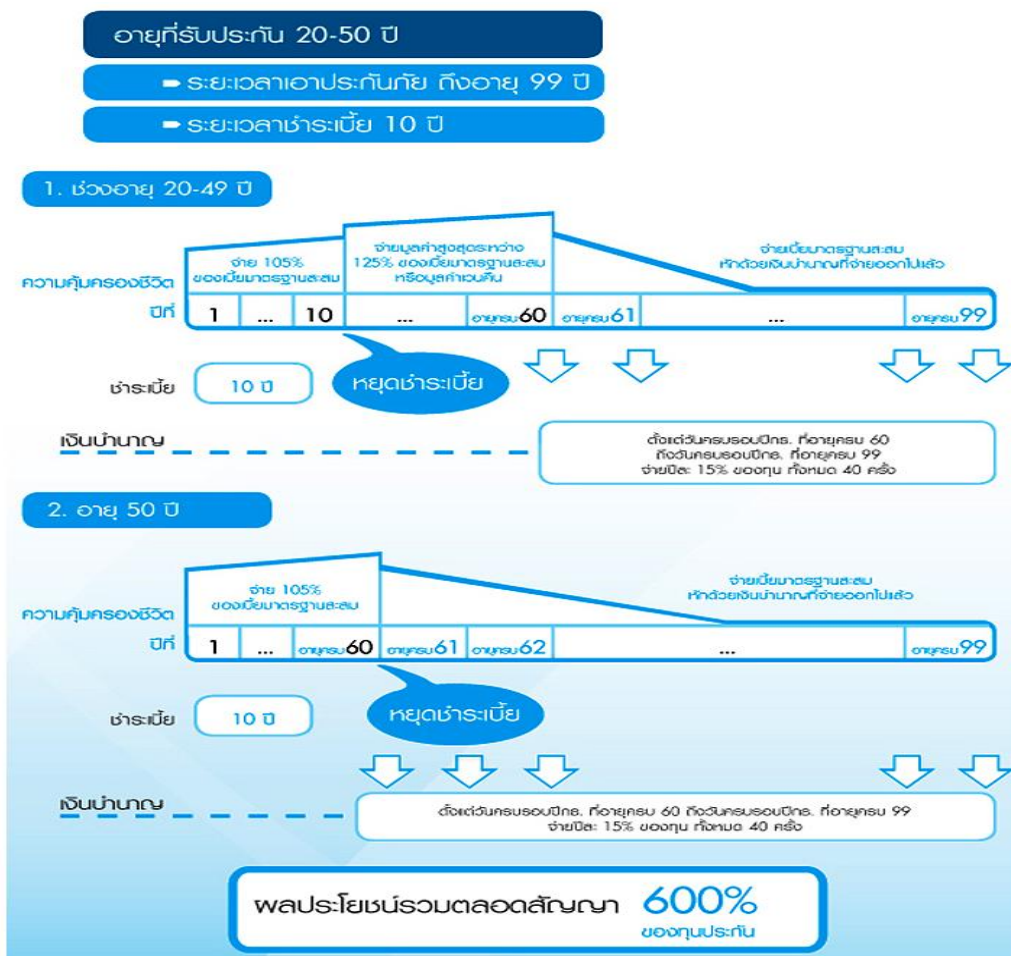 อายุที่รับประกัน 20-50 ปี
ระยะเวลาเอาประกันภัย ถึงอายุ 99 ปี
ระยะเวลาชำระเบี้ย 10 ปี
1. ช่วงอายุ 20-49 ปี
ความคุ้มครองชีวิต
จ่าย 105%
ของเบี้ยมาตรฐานสะสม
จ่ายมูลค่าสูงสุดระหว่าง
125% ของเบี้ยมาตรฐานสะสม
หรือมูลค่าเวนคืน
จ่ายเบี้ยมาตรฐานสะสม
หักด้วยเงินบำนาญที่จ่ายออกไปแล้ว
ปีที่ 1 ... 10 ... อายุครบ60 อายุครบ61 ... อายุครบ99
ชำระเบี้ย 10 ปี หยุดชำระเบี้ย
เงินบำนาญ
ตั้งแต่วันครบรอบปีกธ. ที่อายุครบ 60
ถึงวันครบรอบปีกธ. ที่อายุครบ 99
จ่ายปีละ 15% ของทุน ทั้งหมด 40 ครั้ง
2. อายุ 50 ปี
ความคุ้มครองชีวิต
จ่าย 105%
ของเบี้ยมาตรฐานสะสม
จ่ายเบี้ยมาตรฐานสะสม
หักด้วยเงินบำนาญที่จ่ายออกไปแล้ว
ปีที่ 1 ... อายุครบ60 อายุครบ61 อายุครบ62 ... อายุครบ99
ชำระเบี้ย 10 ปี หยุดชำระเบี้ย
เงินบำนาญ
ตั้งแต่วันครบรอบปีกธ. ที่อายุครบ 60 ถึงวันครบรอบปีกธ. ที่อายุครบ 99
จ่ายปีละ 15% ของทุน ทั้งหมด 40 ครั้ง
ผลประโยชน์รวมตลอดสัญญา 600%
ของทุนประกัน